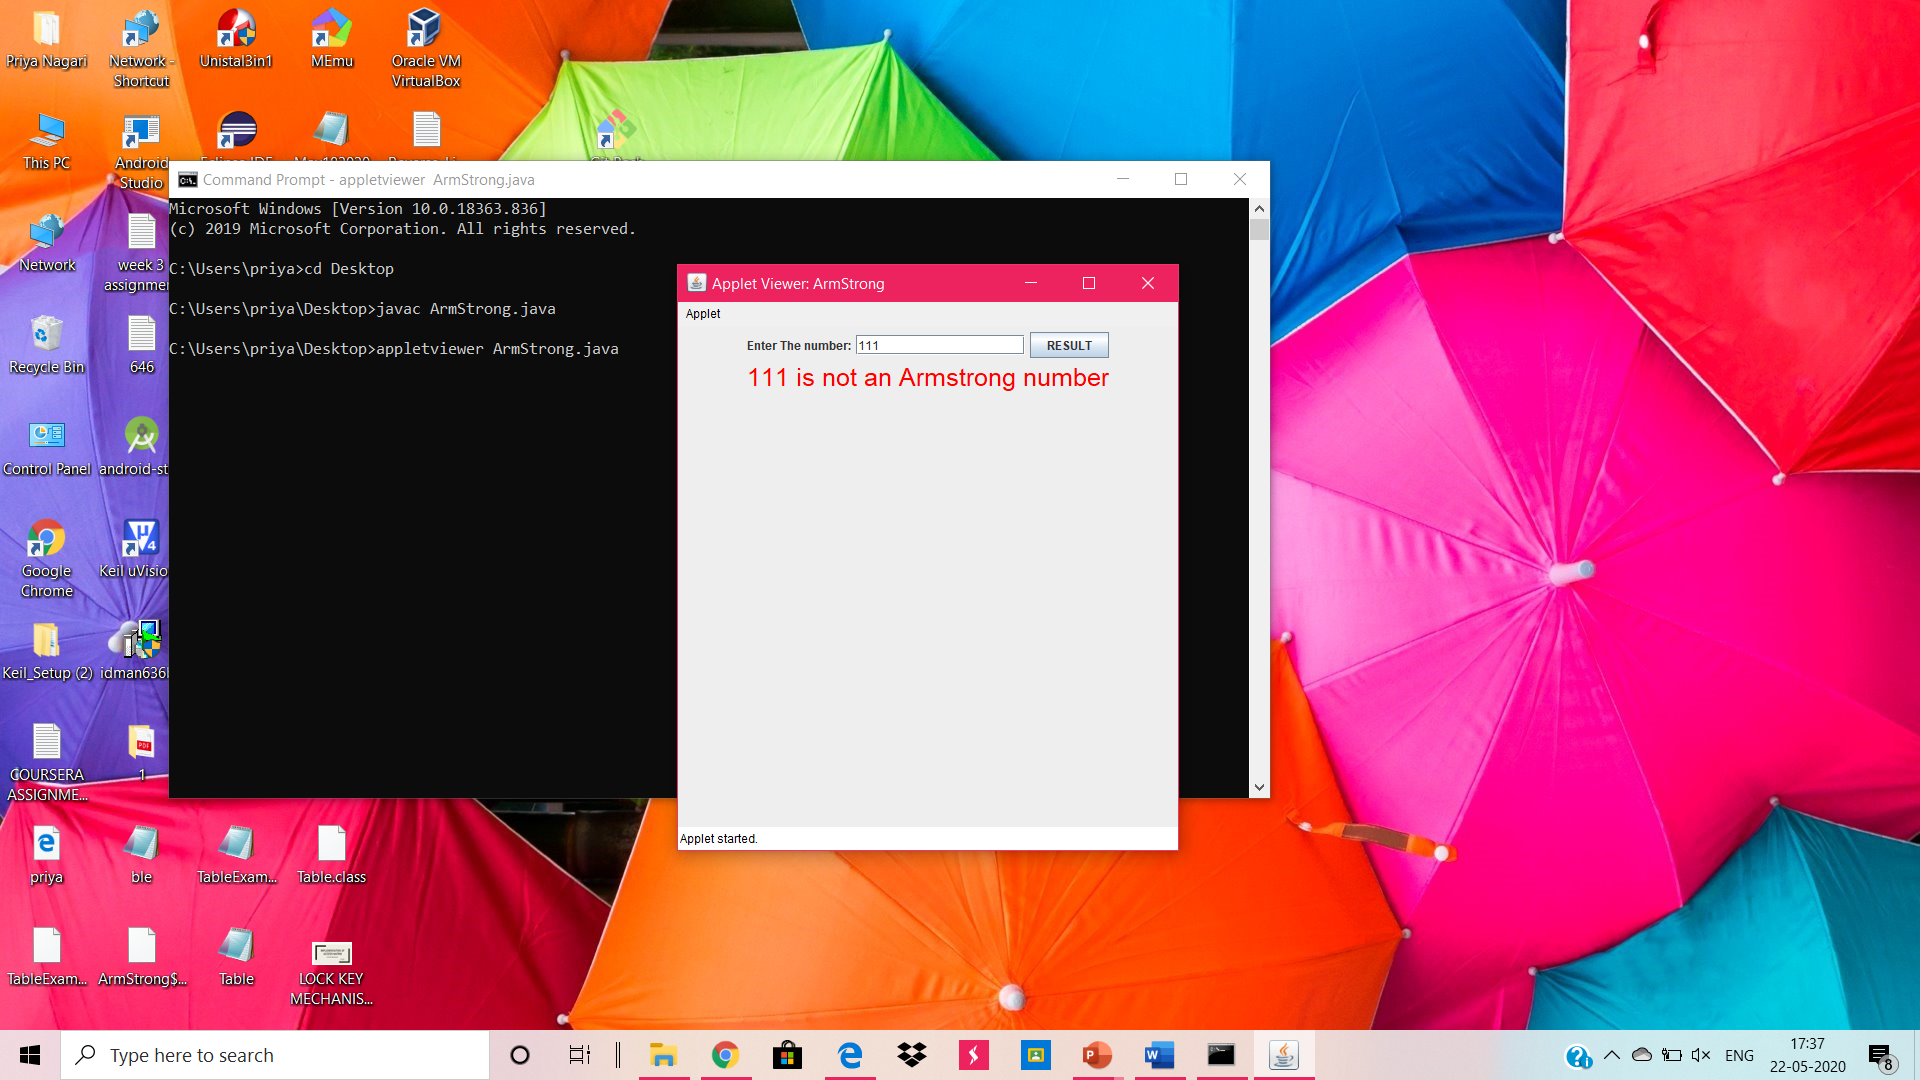 Priya Nagari
Network -
Shortcut
Unistal3in1
MEmu
Oracle VM
VirtualBox
This PC
Android
Studio
Command Prompt - appletviewer  ArmStrong.java
Microsoft Windows [Version 10.0.18363.836]
(c) 2019 Microsoft Corporation. All rights reserved.
C:\Users\priya>cd Desktop
C:\Users\priya\Desktop>javac ArmStrong.java
C:\Users\priya\Desktop>appletviewer ArmStrong.java
Applet Viewer: ArmStrong
Applet
Enter The number: 111 RESULT
111 is not an Armstrong number
Applet started.
Network
week 3
assignmen
Recycle Bin
646
Control Panel
android-st
Google
Chrome
Keil uVisio
Keil_Setup (2)
idman636
COURSERA
ASSIGNME...
PDF
1
priya
ble
TableExam...
Table.class
TableExam...
ArmStrong$...
Table
LOCK KEY
MECHANIS...
Type here to search
ENG
17:37
22-05-2020
8